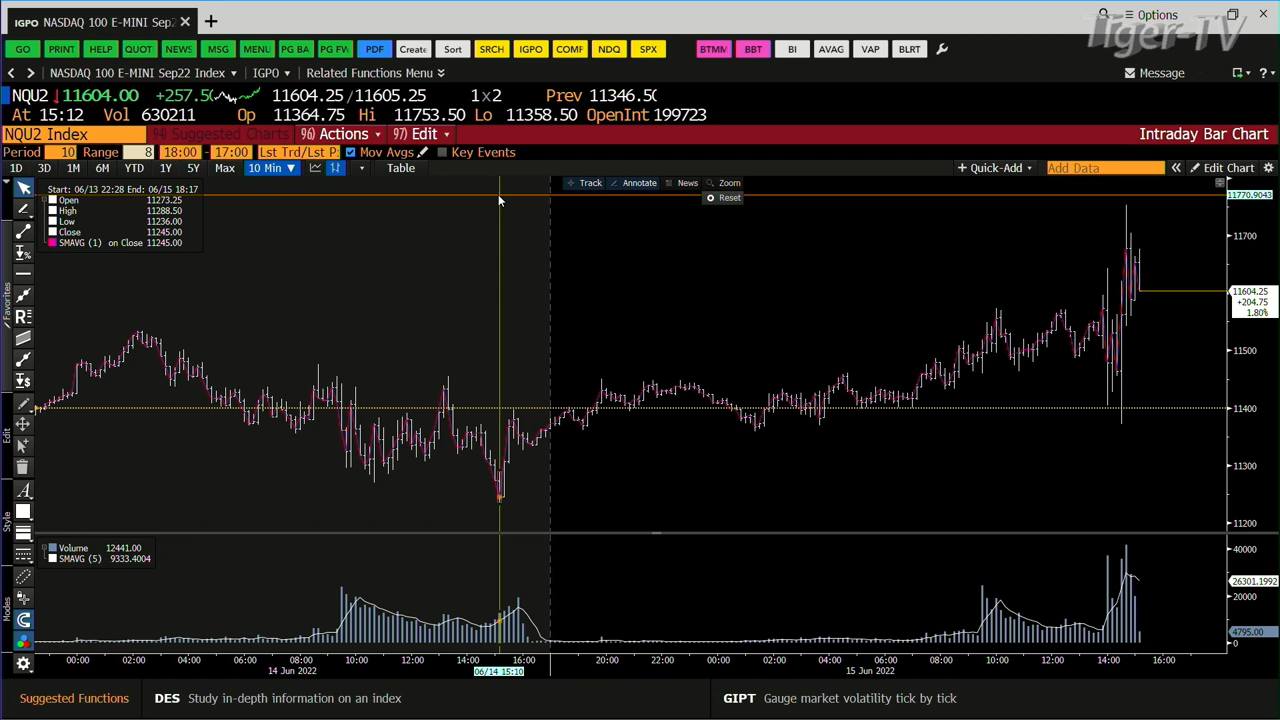 IGPO NASDAQ 100 E-MINI Sep2 × +
Options
Tiger-TV
GO PRINT HELP QUOT NEWS MSG MENU PG BA PG FW PDF Create Sort SRCH IGPO COMF NDQ SPX BTMM BBT BI AVAG VAP BLRT
NASDAQ 100 E-MINI Sep22 Index IGPO Related Functions Menu Message
NQU2 11604.00 +257.50 11604.25/11605.25 1x2 Prev 11346.50
At 15:12 Vol 630211 Op 11364.75 Hi 11753.50 Lo 11358.50 OpenInt 199723
NQU2 Index 94) Suggested Charts 96) Actions 97) Edit Intraday Bar Chart
Period 10 Range 8 18:00 - 17:00 Lst Trd/Lst P Mov Avgs Key Events
1D 3D 1M 6M YTD 1Y 5Y Max 10 Min ▼ Table + Quick-Add Add Data « Edit Chart
Track Annotate News Zoom
Reset
Start: 06/13 22:28 End: 06/15 18:17
Open 11273.25
High 11288.50
Low 11236.00
Close 11245.00
SMAVG (1) on Close 11245.00
11770.9043
11700
11604.25
+204.75
1.80%
11500
11400
11300
11200
Favorites
Edit
Style
Modes
Volume 12441.00
SMAVG (5) 9333.4004
40000
26301.1992
20000
4795.00
0
00:00 02:00 04:00 06:00 08:00 10:00 12:00 14:00 16:00 20:00 22:00 00:00 02:00 04:00 06:00 08:00 10:00 12:00 14:00 16:00
14 Jun 2022 06/14 15:10 15 Jun 2022
Suggested Functions DES Study in-depth information on an index GIPT Gauge market volatility tick by tick